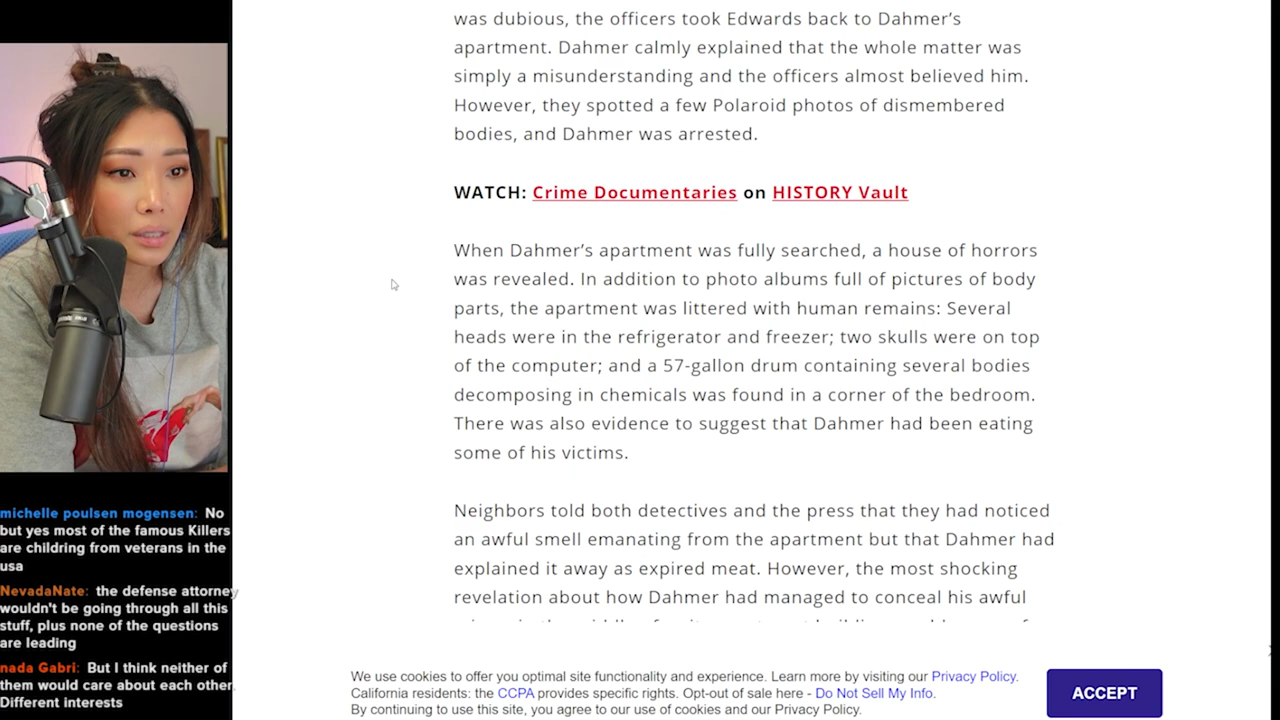 was dubious, the officers took Edwards back to Dahmer's
apartment. Dahmer calmly explained that the whole matter was
simply a misunderstanding and the officers almost believed him.
However, they spotted a few Polaroid photos of dismembered
bodies, and Dahmer was arrested.
WATCH: Crime Documentaries on HISTORY Vault
When Dahmer's apartment was fully searched, a house of horrors
was revealed. In addition to photo albums full of pictures of body
parts, the apartment was littered with human remains: Several
heads were in the refrigerator and freezer; two skulls were on top
of the computer; and a 57-gallon drum containing several bodies
decomposing in chemicals was found in a corner of the bedroom.
There was also evidence to suggest that Dahmer had been eating
some of his victims.
Neighbors told both detectives and the press that they had noticed
an awful smell emanating from the apartment but that Dahmer had
explained it away as expired meat. However, the most shocking
revelation about how Dahmer had managed to conceal his awful
michelle poulsen mogensen: No
but yes most of the famous Killers
are childring from veterans in the
usa
NevadaNate: the defense attorney
wouldn't be going through all this
stuff, plus none of the questions
are leading
nada Gabri: But I think neither of
them would care about each other
Different interests
We use cookies to offer you optimal site functionality and experience. Learn more by visiting our Privacy Policy.
California residents: the CCPA provides specific rights. Opt-out of sale here - Do Not Sell My Info.
By continuing to use this site, you agree to our use of cookies and our Privacy Policy.
ACCEPT